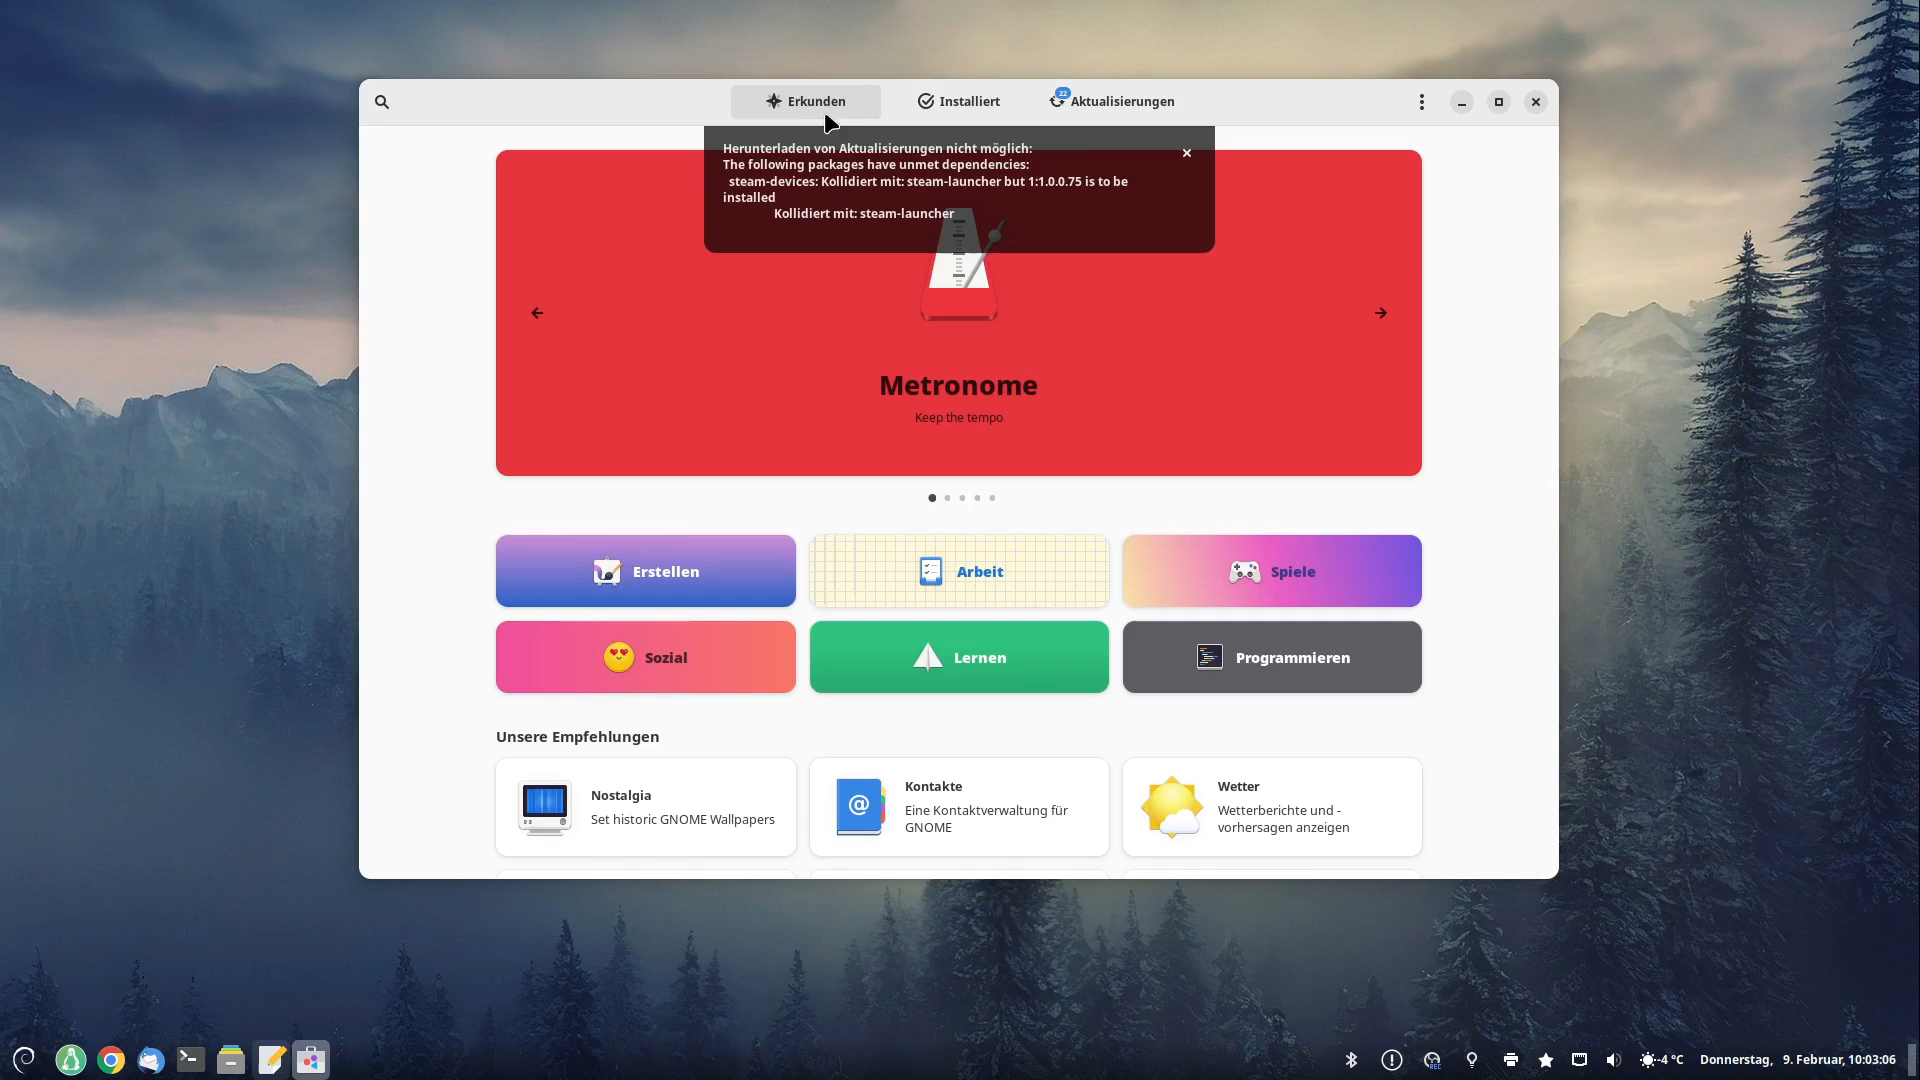 Erkunden
Installiert
22
Aktualisierungen
Herunterladen von Aktualisierungen nicht möglich:
The following packages have unmet dependencies:
steam-devices: Kollidiert mit: steam-launcher but 1:1.0.0.75 is to be
installed
Kollidiert mit: steam-launcher
Metronome
Keep the tempo
Erstellen
Arbeit
Spiele
Sozial
Lernen
Programmieren
Unsere Empfehlungen
Nostalgia
Set historic GNOME Wallpapers
Kontakte
Eine Kontaktverwaltung für
GNOME
Wetter
Wetterberichte und -
vorhersagen anzeigen
REC
-4 °C
Donnerstag, 9. Februar, 10:03:06